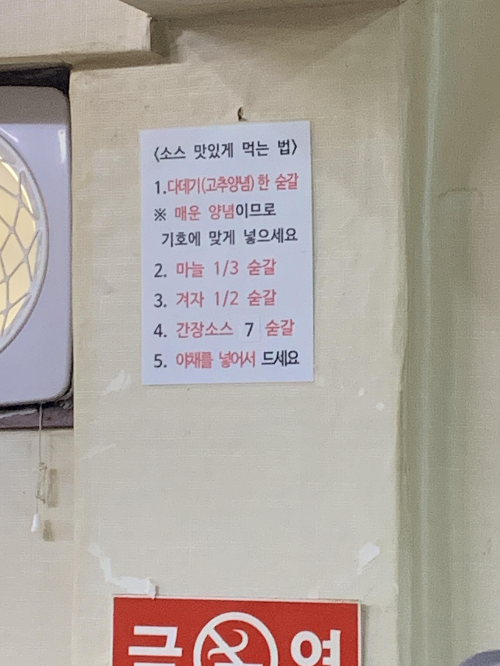 <소스 맛있게 먹는 법>
1.다데기(고추양념) 한 숟갈
※ 매운 양념이므로
기호에 맞게 넣으세요
2. 마늘 1/3 숟갈
3. 겨자 1/2 숟갈
4. 간장소스 7 숟갈
5. 야채를 넣어서 드세요
금 연